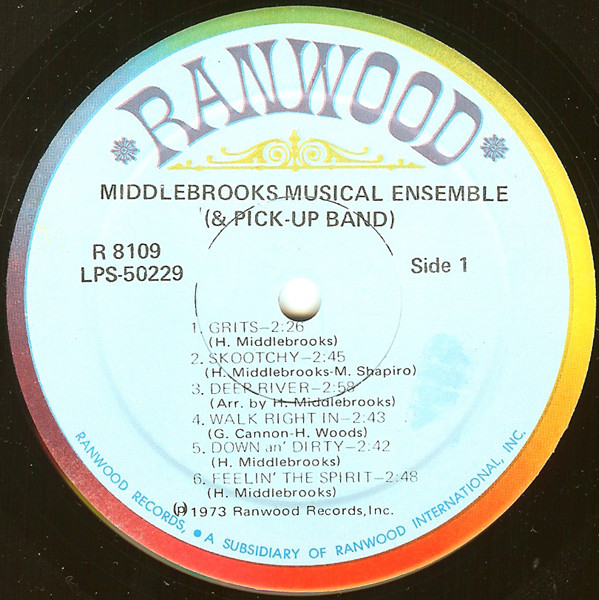 RANWOOD
MIDDLEBROOKS MUSICAL ENSEMBLE
(& PICK-UP BAND)
R 8109
LPS-50229
Side 1
1. GRITS—2:26
(H. Middlebrooks)
2. SKOOTCHY—2:45
(H. Middlebrooks-M. Shapiro)
3. DEEP RIVER—2:58
(Arr. by H. Middlebrooks)
4. WALK RIGHT IN—2:43
(G. Cannon-H. Woods)
5. DOWN an' DIRTY—2:42
(H. Middlebrooks)
6. FEELIN' THE SPIRIT—2:48
(H. Middlebrooks)
℗ 1973 Ranwood Records, Inc.
RANWOOD RECORDS, • A SUBSIDIARY OF RANWOOD INTERNATIONAL, INC.